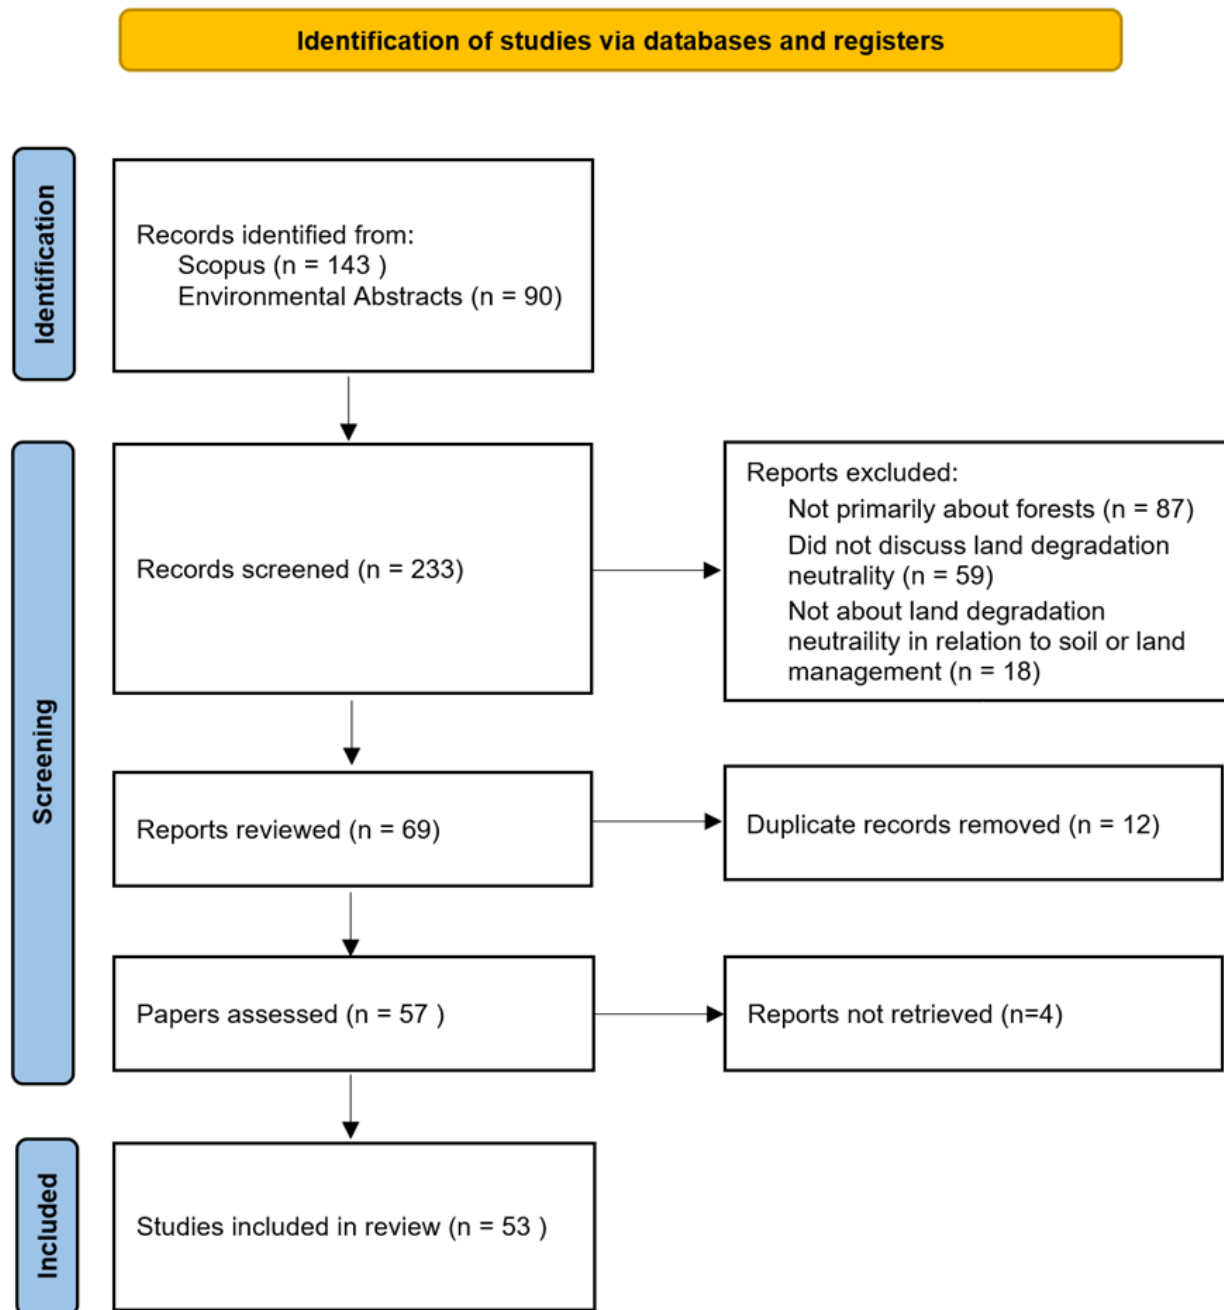 Identification of studies via databases and registers
Identification
Records identified from:
Scopus (n = 143 )
Environmental Abstracts (n = 90)
Screening
Records screened (n = 233)
Reports excluded:
Not primarily about forests (n = 87)
Did not discuss land degradation
neutrality (n = 59)
Not about land degradation
neutraility in relation to soil or land
management (n = 18)
Reports reviewed (n = 69)
Duplicate records removed (n = 12)
Papers assessed (n = 57 )
Reports not retrieved (n=4)
Included
Studies included in review (n = 53 )